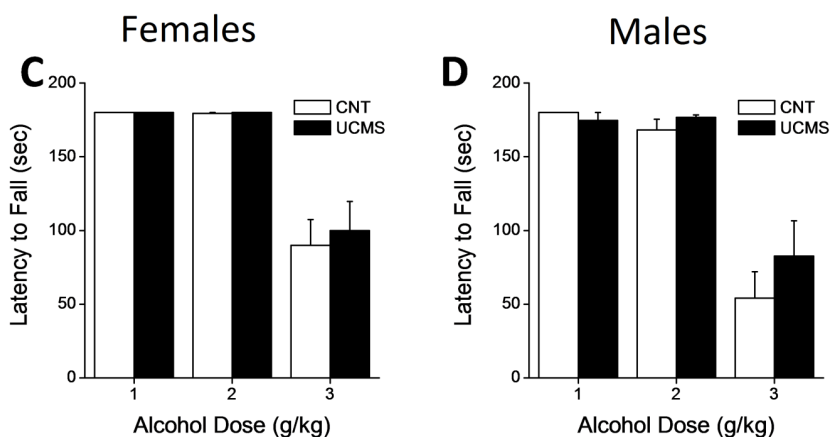 Females
C
Latency to Fall (sec)
200
150
100
50
0
CNT
UCMS
1 2 3
Alcohol Dose (g/kg)
Males
D
Latency to Fall (sec)
200
150
100
50
0
CNT
UCMS
1 2 3
Alcohol Dose (g/kg)